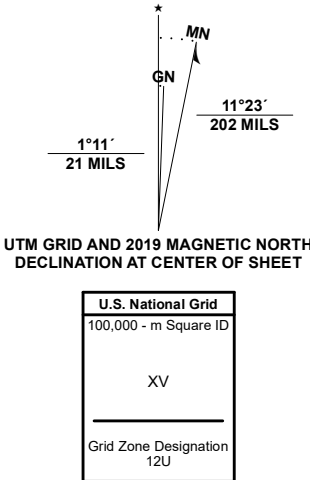 ★
MN
GN
11°23´
202 MILS
1°11´
21 MILS
UTM GRID AND 2019 MAGNETIC NORTH
DECLINATION AT CENTER OF SHEET
U.S. National Grid
100,000 - m Square ID
XV
Grid Zone Designation
12U